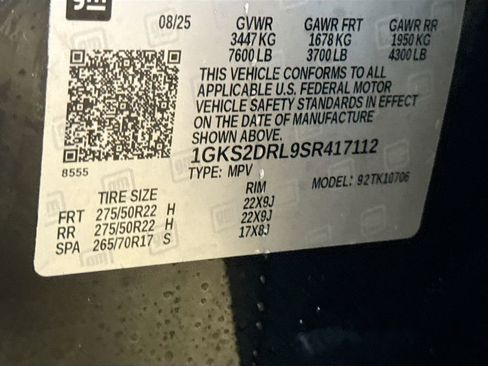 gm
08/25 GVWR GAWR FRT GAWR RR
3447 KG 1678 KG 1950 KG
7600 LB 3700 LB 4300 LB
THIS VEHICLE CONFORMS TO ALL
APPLICABLE U.S. FEDERAL MOTOR
VEHICLE SAFETY STANDARDS IN EFFECT
ON THE DATE OF MANUFACTURE
SHOWN ABOVE.
1GKS2DRL9SR417112
8555
TYPE: MPV MODEL: 92TK10706
TIRE SIZE RIM
FRT 275/50R22 H 22X9J
RR 275/50R22 H 22X9J
SPA 265/70R17 S 17X8J